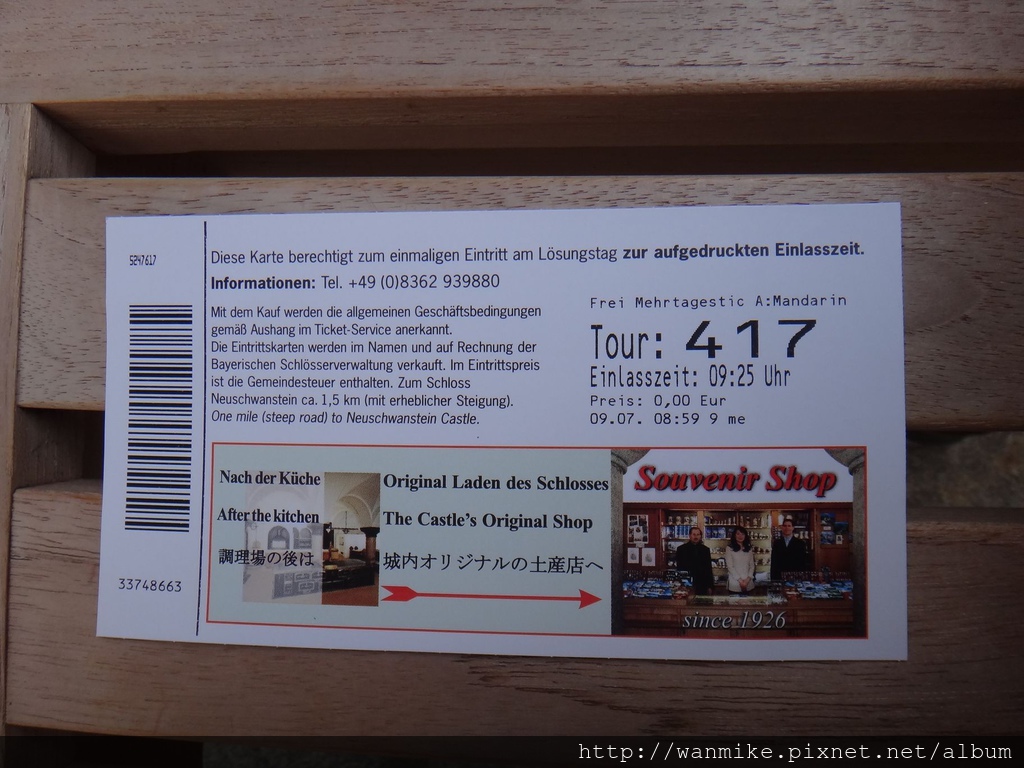 5247617
33748663
Diese Karte berechtigt zum einmaligen Eintritt am Lösungstag zur aufgedruckten Einlasszeit.
Informationen: Tel. +49 (0)8362 939880
Mit dem Kauf werden die allgemeinen Geschäftsbedingungen
gemäß Aushang im Ticket-Service anerkannt.
Die Eintrittskarten werden im Namen und auf Rechnung der
Bayerischen Schlösserverwaltung verkauft. Im Eintrittspreis
ist die Gemeindesteuer enthalten. Zum Schloss
Neuschwanstein ca. 1,5 km (mit erheblicher Steigung).
One mile (steep road) to Neuschwanstein Castle.
Frei Mehrtagestic A:Mandarin
Tour: 417
Einlasszeit: 09:25 Uhr
Preis: 0,00 Eur
09.07. 08:59 9 me
Nach der Küche
After the kitchen
調理場の後は
Original Laden des Schlosses
The Castle's Original Shop
城内オリジナルの土産店へ
Souvenir Shop
since 1926
http://wanmike.pixnet.net/album